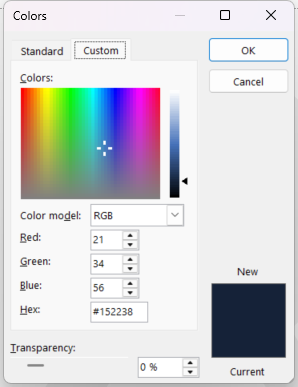 Colors
Standard Custom
OK
Cancel
Colors:
Color model: RGB
Red: 21
Green: 34
Blue: 56
Hex: #152238
New
Transparency:
0 %
Current